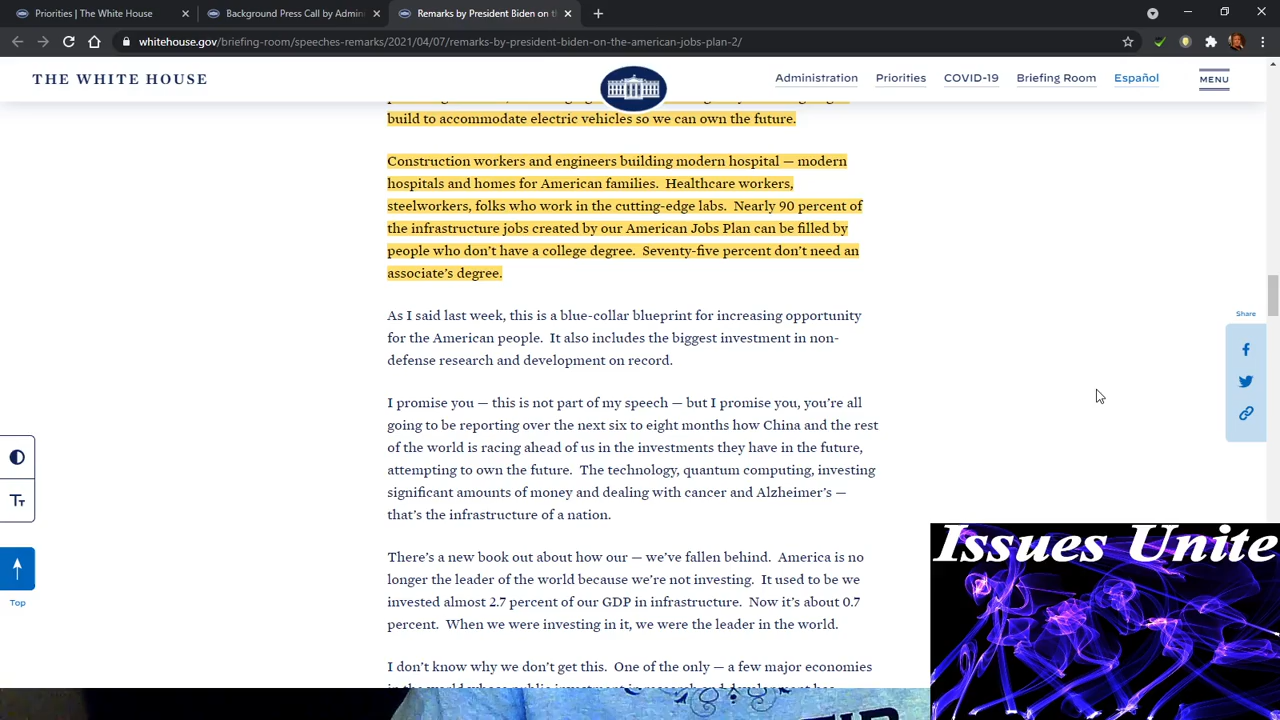 Priorities | The White House
Background Press Call by Admin
Remarks by President Biden on th
whitehouse.gov/briefing-room/speeches-remarks/2021/04/07/remarks-by-president-biden-on-the-american-jobs-plan-2/
THE WHITE HOUSE
Administration
Priorities
COVID-19
Briefing Room
Español
MENU
build to accommodate electric vehicles so we can own the future.
Construction workers and engineers building modern hospital — modern
hospitals and homes for American families.  Healthcare workers,
steelworkers, folks who work in the cutting-edge labs.  Nearly 90 percent of
the infrastructure jobs created by our American Jobs Plan can be filled by
people who don’t have a college degree.  Seventy-five percent don’t need an
associate’s degree.
As I said last week, this is a blue-collar blueprint for increasing opportunity
for the American people.  It also includes the biggest investment in non-
defense research and development on record.
I promise you — this is not part of my speech — but I promise you, you’re all
going to be reporting over the next six to eight months how China and the rest
of the world is racing ahead of us in the investments they have in the future,
attempting to own the future.  The technology, quantum computing, investing
significant amounts of money and dealing with cancer and Alzheimer’s —
that’s the infrastructure of a nation.
There’s a new book out about how our — we’ve fallen behind.  America is no
longer the leader of the world because we’re not investing.  It used to be we
invested almost 2.7 percent of our GDP in infrastructure.  Now it’s about 0.7
percent.  When we were investing in it, we were the leader in the world.
I don’t know why we don’t get this.  One of the only — a few major economies
Share
TT
Top
Issues Unite